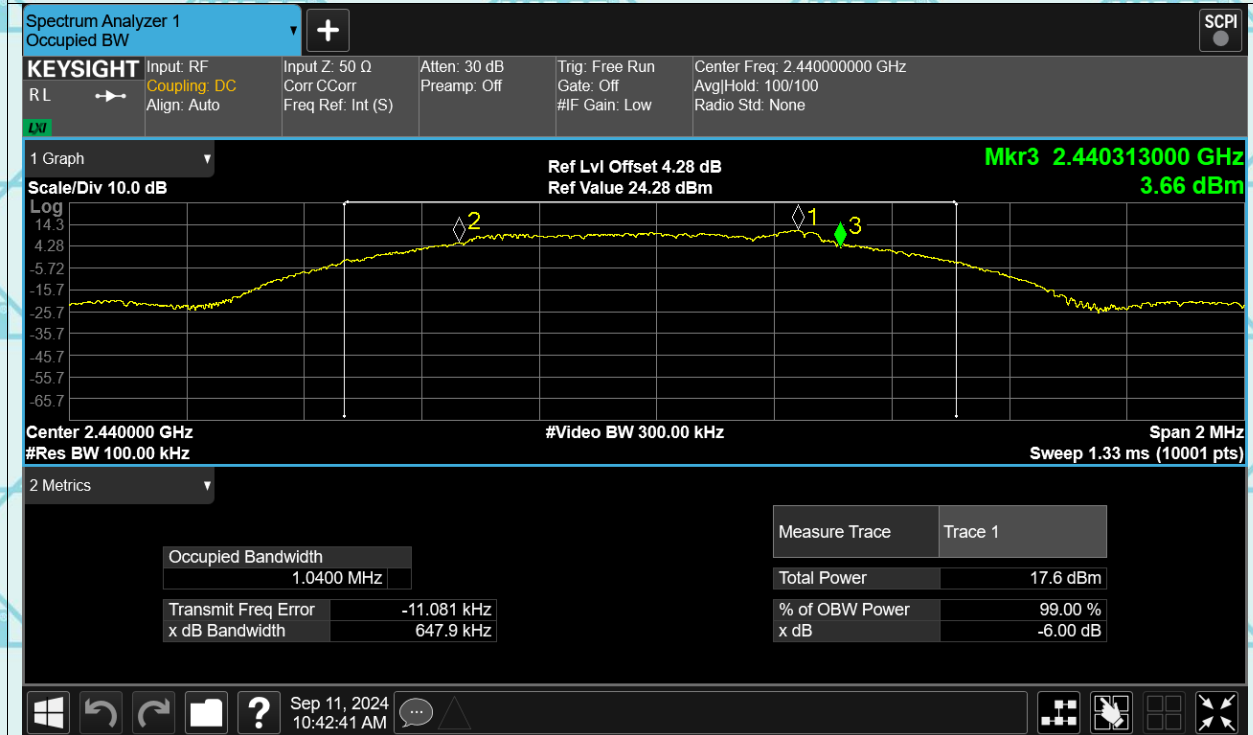 Spectrum Analyzer 1
Occupied BW
+
SCPI
KEYSIGHT
RL
LXI
Input: RF
Coupling: DC
Align: Auto
Input Z: 50 Ω
Corr CCorr
Freq Ref: Int (S)
Atten: 30 dB
Preamp: Off
Trig: Free Run
Gate: Off
#IF Gain: Low
Center Freq: 2.440000000 GHz
Avg|Hold: 100/100
Radio Std: None
1 Graph
Scale/Div 10.0 dB
Ref Lvl Offset 4.28 dB
Ref Value 24.28 dBm
Mkr3 2.440313000 GHz
3.66 dBm
Log
14.3
4.28
-5.72
-15.7
-25.7
-35.7
-45.7
-55.7
-65.7
2
1
3
Center 2.440000 GHz
#Video BW 300.00 kHz
Span 2 MHz
#Res BW 100.00 kHz
Sweep 1.33 ms (10001 pts)
2 Metrics
Occupied Bandwidth
1.0400 MHz
Transmit Freq Error -11.081 kHz
x dB Bandwidth 647.9 kHz
Measure Trace Trace 1
Total Power 17.6 dBm
% of OBW Power 99.00 %
x dB -6.00 dB
?
Sep 11, 2024
10:42:41 AM